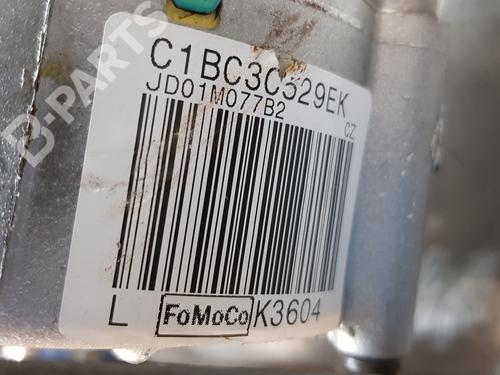 B-PARTS
C1BC3C529EK
JD01M077B2
CZ
L FoMoCo K3604